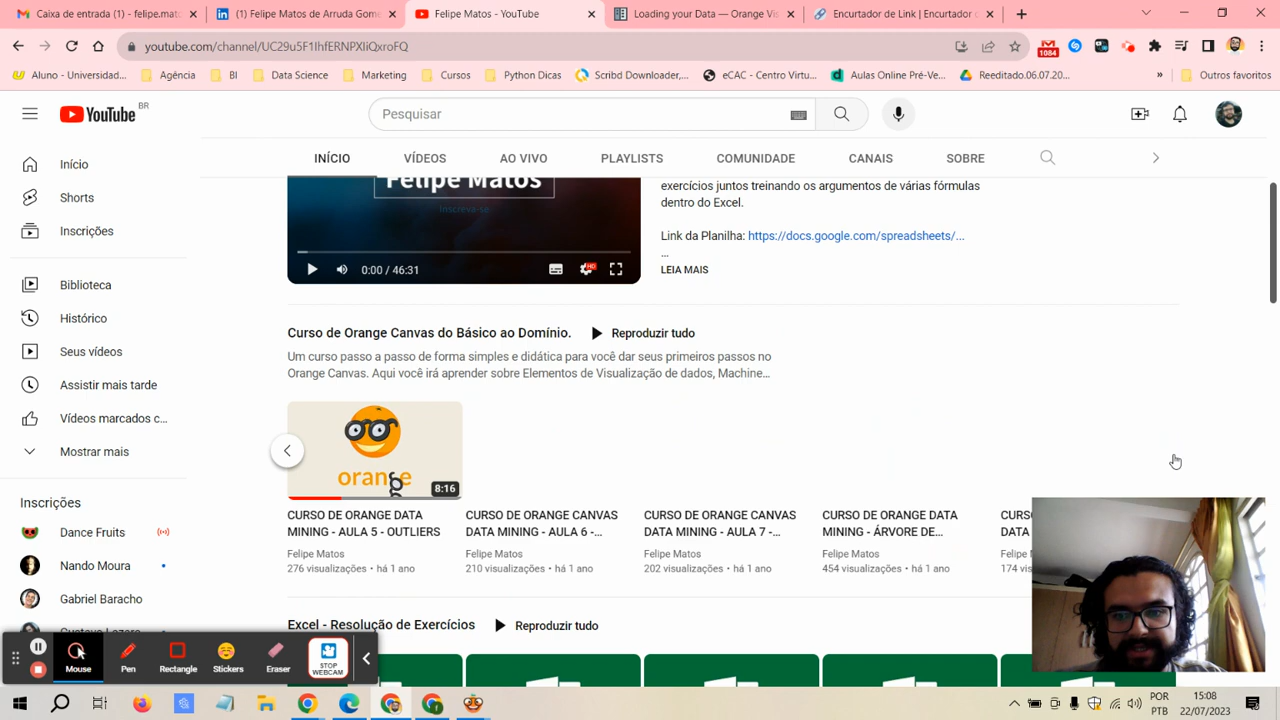 Caixa de entrada (1) - felipe.mato
(1) Felipe Matos de Arruda Gome
Felipe Matos - YouTube
Loading your Data — Orange Vis
Encurtador de Link | Encurtador d
youtube.com/channel/UC29u5F1IhfERNPXIiQxroFQ
1084
Aluno - Universidad...
Agência
BI
Data Science
Marketing
Cursos
Python Dicas
Scribd Downloader,...
eCAC - Centro Virtu...
Aulas Online Pré-Ve...
Reeditado.06.07.20...
»
Outros favoritos
YouTube BR
Pesquisar
INÍCIO
VÍDEOS
AO VIVO
PLAYLISTS
COMUNIDADE
CANAIS
SOBRE
Início
Shorts
Inscrições
Biblioteca
Histórico
Seus vídeos
Assistir mais tarde
Vídeos marcados c...
Mostrar mais
Inscrições
Dance Fruits
Nando Moura
Gabriel Baracho
Felipe Matos
Inscreva-se
0:00 / 46:31
HD
exercícios juntos treinando os argumentos de várias fórmulas
dentro do Excel.
Link da Planilha: https://docs.google.com/spreadsheets/...
...
LEIA MAIS
Curso de Orange Canvas do Básico ao Domínio.
Reproduzir tudo
Um curso passo a passo de forma simples e didática para você dar seus primeiros passos no
Orange Canvas. Aqui você irá aprender sobre Elementos de Visualização de dados, Machine...
orange
8:16
CURSO DE ORANGE DATA
MINING - AULA 5 - OUTLIERS
Felipe Matos
276 visualizações • há 1 ano
CURSO DE ORANGE CANVAS
DATA MINING - AULA 6 -...
Felipe Matos
210 visualizações • há 1 ano
CURSO DE ORANGE CANVAS
DATA MINING - AULA 7 -...
Felipe Matos
202 visualizações • há 1 ano
CURSO DE ORANGE DATA
MINING - ÁRVORE DE...
Felipe Matos
454 visualizações • há 1 ano
CURS
DATA
Felipe M
174 vis
Excel - Resolução de Exercícios
Reproduzir tudo
Mouse
Pen
Rectangle
Stickers
Eraser
STOP
WEBCAM
POR
PTB
15:08
22/07/2023